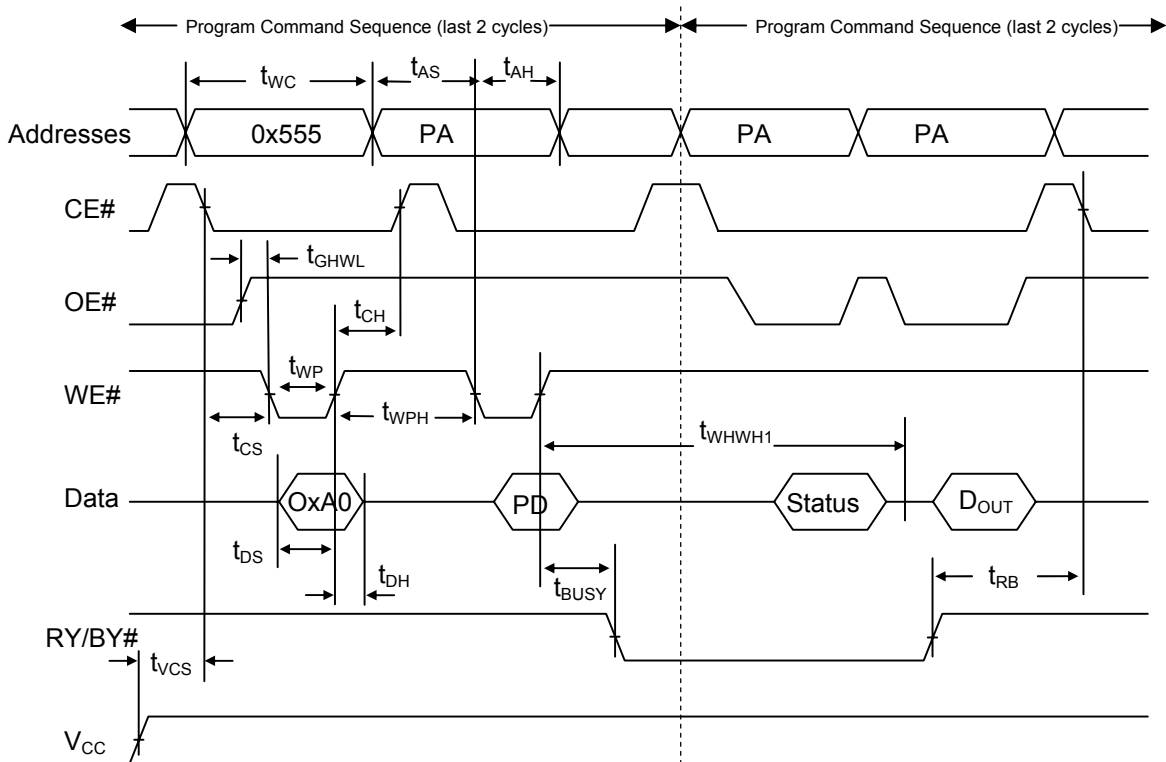 Program Command Sequence (last 2 cycles) Program Command Sequence (last 2 cycles)
tWC tAS tAH
Addresses 0x555 PA PA PA
CE#
tGHWL
OE#
tCH
tWP
WE#
tWPH tWHWH1
tCS
Data OxA0 PD Status DOUT
tDS tDH tBUSY tRB
RY/BY#
tVCS
VCC